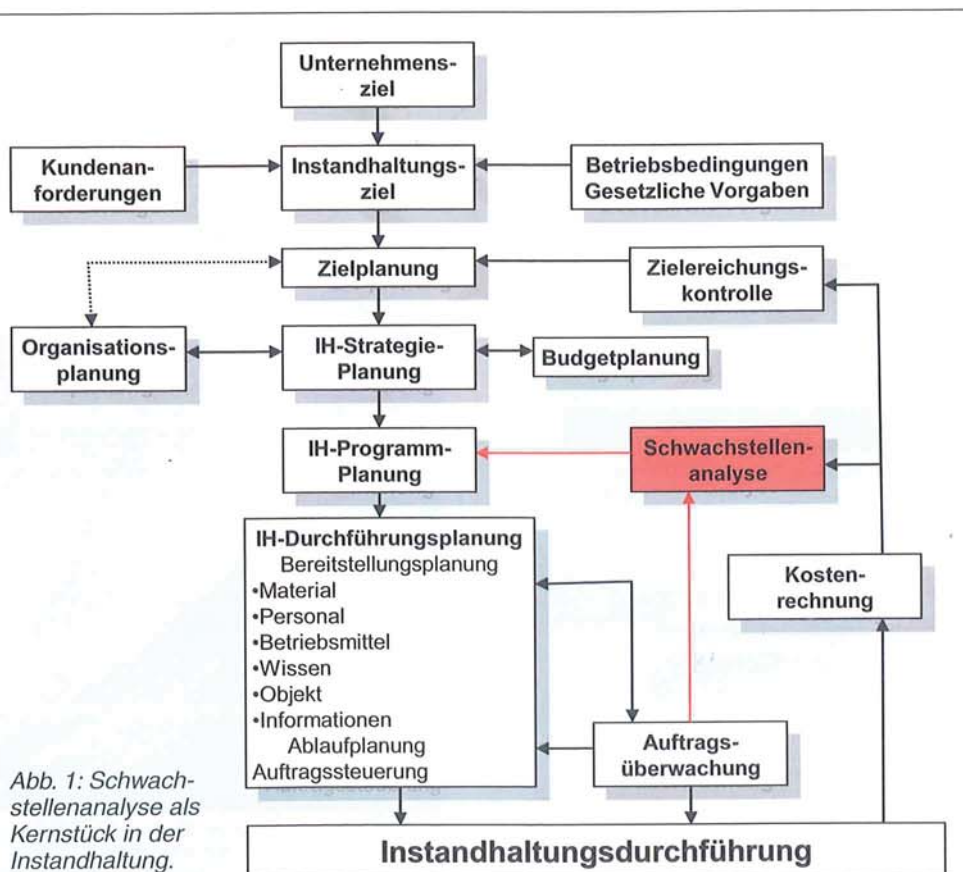 Unternehmens-
ziel
Kundenan-
forderungen
Instandhaltungs-
ziel
Betriebsbedingungen
Gesetzliche Vorgaben
Zielplanung
Zielereichungs-
kontrolle
Organisations-
planung
IH-Strategie-
Planung
Budgetplanung
IH-Programm-
Planung
Schwachstellen-
analyse
IH-Durchführungsplanung
Bereitstellungsplanung
•Material
•Personal
•Betriebsmittel
•Wissen
•Objekt
•Informationen
Ablaufplanung
Auftragssteuerung
Kosten-
rechnung
Auftrags-
überwachung
Abb. 1: Schwach-
stellenanalyse als
Kernstück in der
Instandhaltung.
Instandhaltungsdurchführung